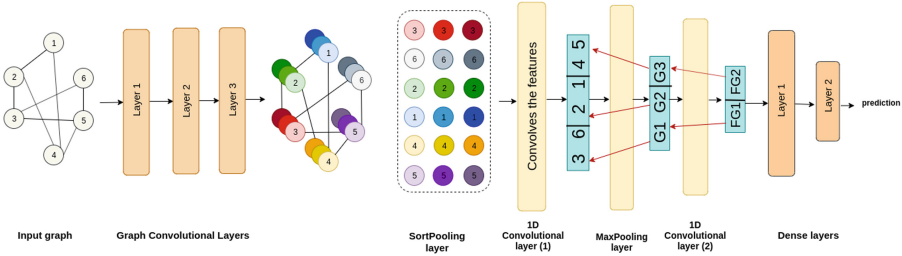 1
2
6
3
5
4
Input graph
Layer 1
Layer 2
Layer 3
Graph Convolutional Layers
1
2
6
3
5
4
3 3 3
6 6 6
2 2 2
1 1 1
4 4 4
5 5 5
SortPooling
layer
Convolves the features
1D
Convolutional
layer (1)
3 6 | 2 1 | 4 5
MaxPooling
layer
G1 | G2 | G3
1D
Convolutional
layer (2)
FG1 | FG2
Layer 1
Layer 2
Dense layers
prediction